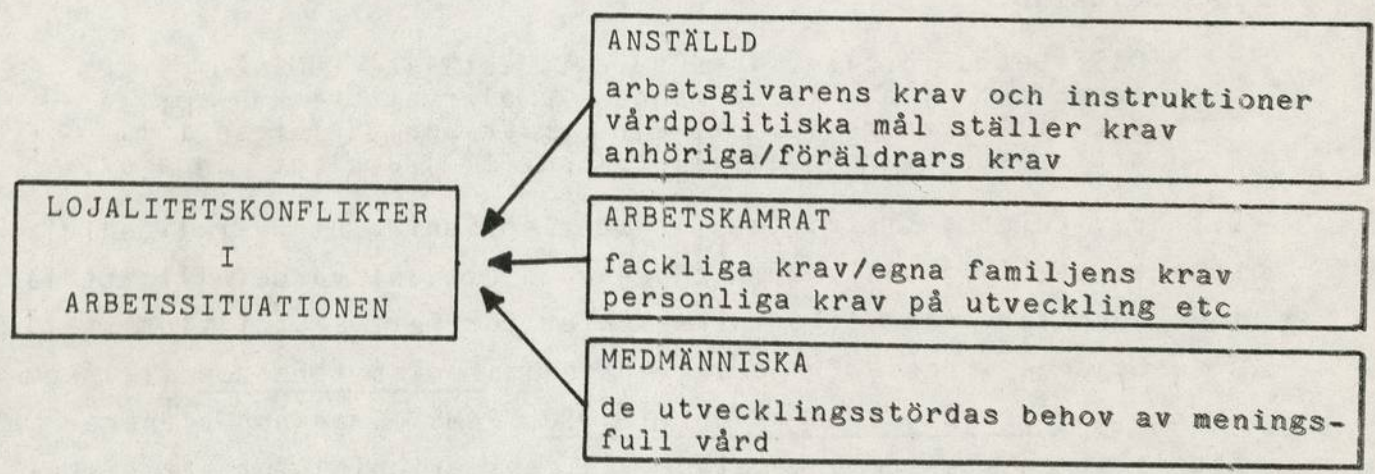 LOJALITETSKONFLIKTER
I
ARBETSSITUATIONEN
ANSTÄLLD
arbetsgivarens krav och instruktioner
vårdpolitiska mål ställer krav
anhöriga/föräldrars krav
ARBETSKAMRAT
fackliga krav/egna familjens krav
personliga krav på utveckling etc
MEDMÄNNISKA
de utvecklingsstördas behov av menings-
full vård